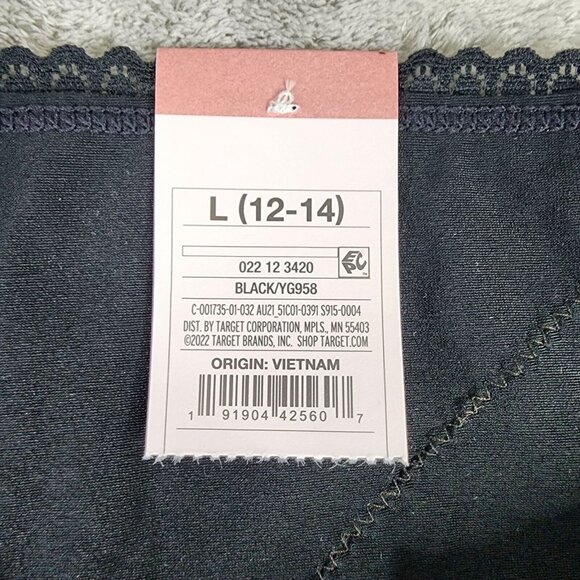 L (12-14)
022 12 3420
EPC™
BLACK/YG958
C-001735-01-032 AU21_51C01-0391 S915-0004
DIST. BY TARGET CORPORATION, MPLS., MN 55403
©2022 TARGET BRANDS, INC. SHOP TARGET.COM
ORIGIN: VIETNAM
1 91904 42560 7